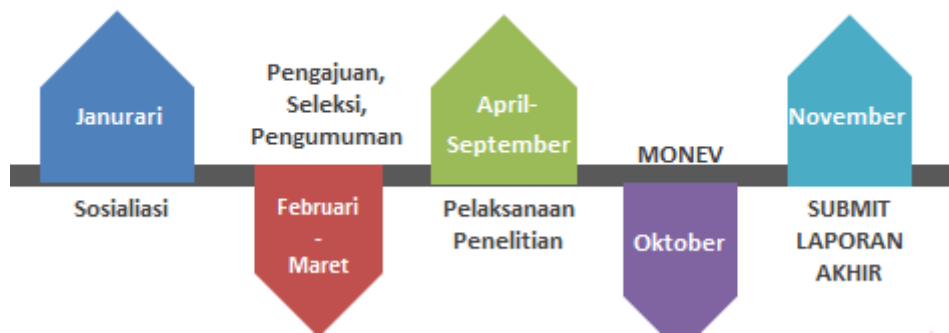 Janurari
Sosialiasi
Pengajuan,
Seleksi,
Pengumuman
Februari
-
Maret
April-
September
Pelaksanaan
Penelitian
MONEV
Oktober
November
SUBMIT
LAPORAN
AKHIR